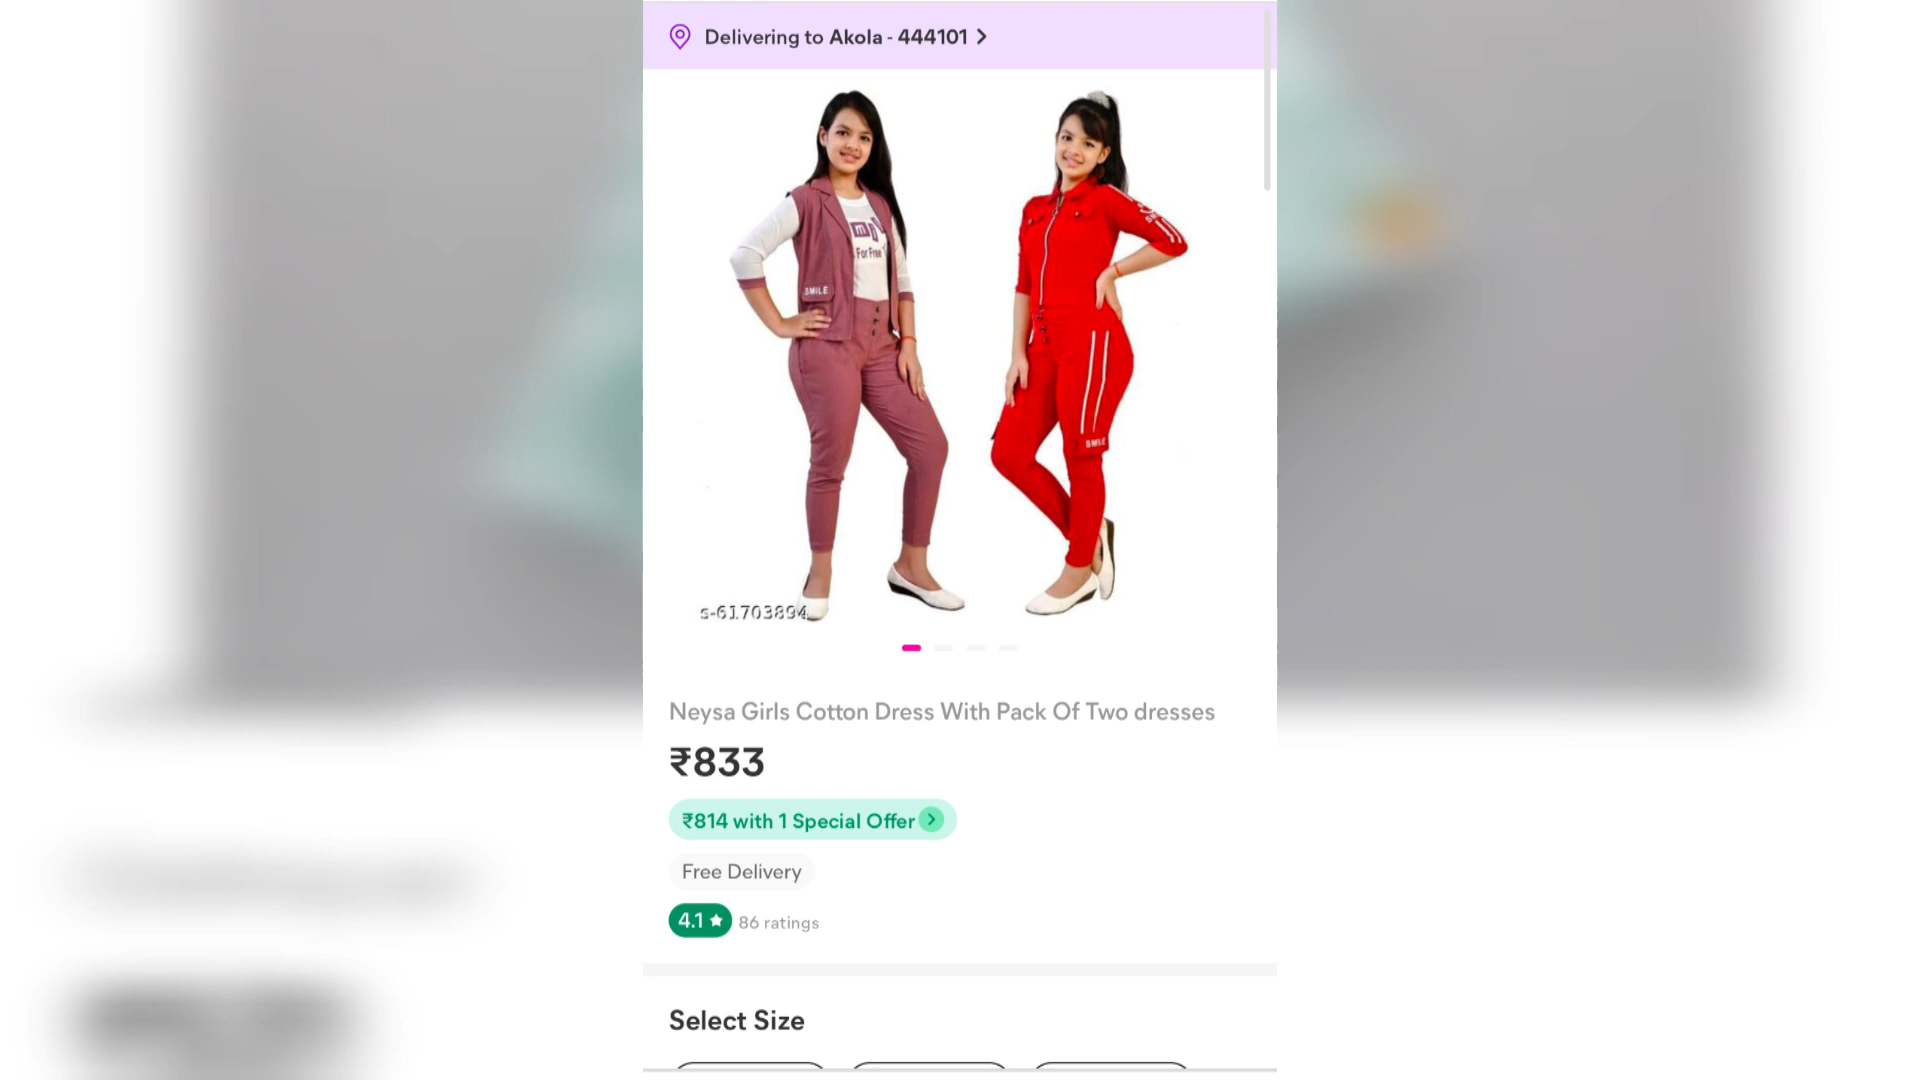 Delivering to Akola - 444101
For Free
SMILE
SMILE
s-61703894
Neysa Girls Cotton Dress With Pack Of Two dresses
₹833
₹814 with 1 Special Offer
Free Delivery
4.1 ★ 86 ratings
Select Size